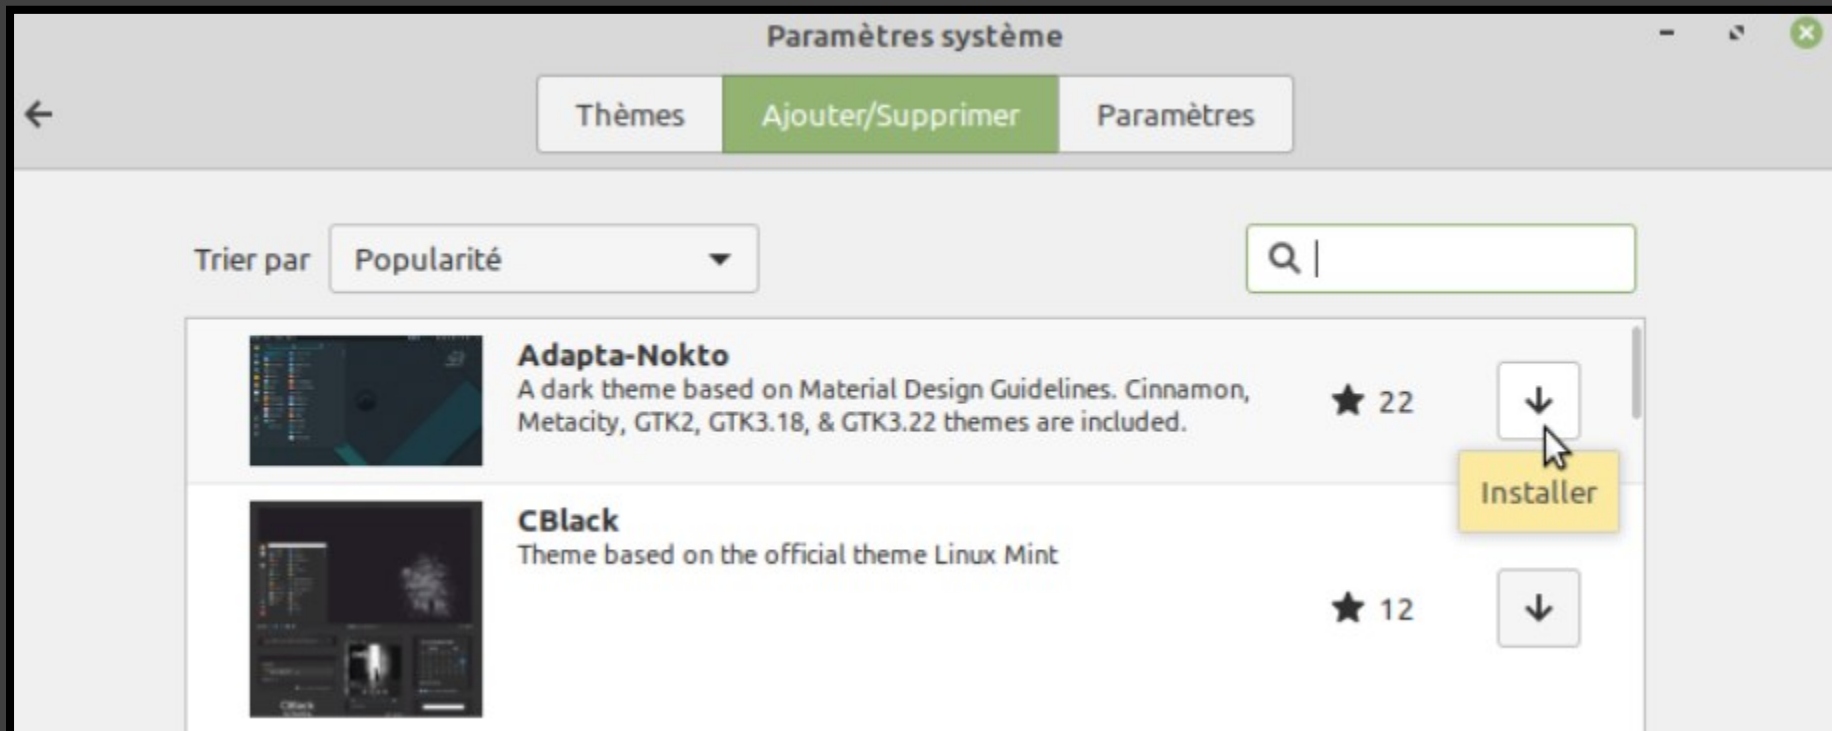 Paramètres système
Thèmes
Ajouter/Supprimer
Paramètres
Trier par
Popularité
Adapta-Nokto
A dark theme based on Material Design Guidelines. Cinnamon,
Metacity, GTK2, GTK3.18, & GTK3.22 themes are included.
22
Installer
CBlack
Theme based on the official theme Linux Mint
12
CBlack